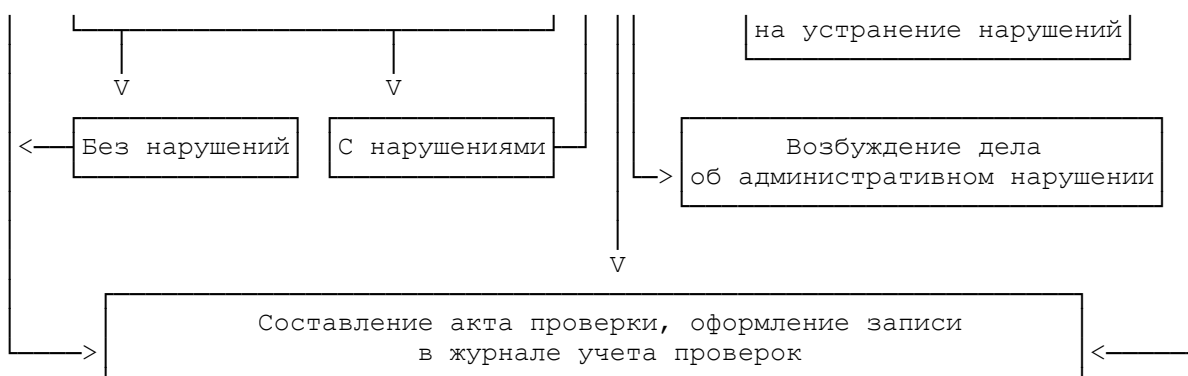 на устранение нарушений
Без нарушений
С нарушениями
Возбуждение дела
об административном нарушении
Составление акта проверки, оформление записи
в журнале учета проверок